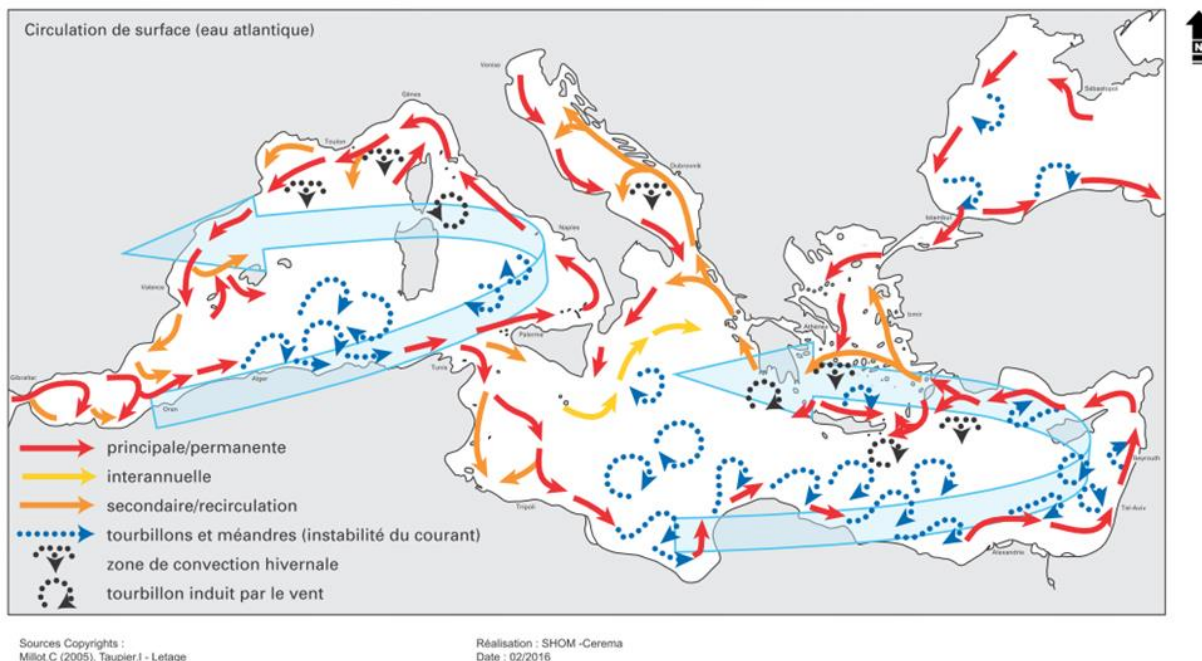 Circulation de surface (eau atlantique)
N
Venise
Gênes
Toulon
Sébastopol
Dubrovnik
Istambul
Naples
Valence
Izmir
Athènes
Palerme
Gibraltar
Alger
Tunis
Oran
Beyrouth
Tripoli
Tel-Aviv
Alexandrie
principale/permanente
interannuelle
secondaire/recirculation
tourbillons et méandres (instabilité du courant)
zone de convection hivernale
tourbillon induit par le vent
Sources Copyrights :
Millot.C (2005), Taupier.I - Letage
Réalisation : SHOM -Cerema
Date : 02/2016